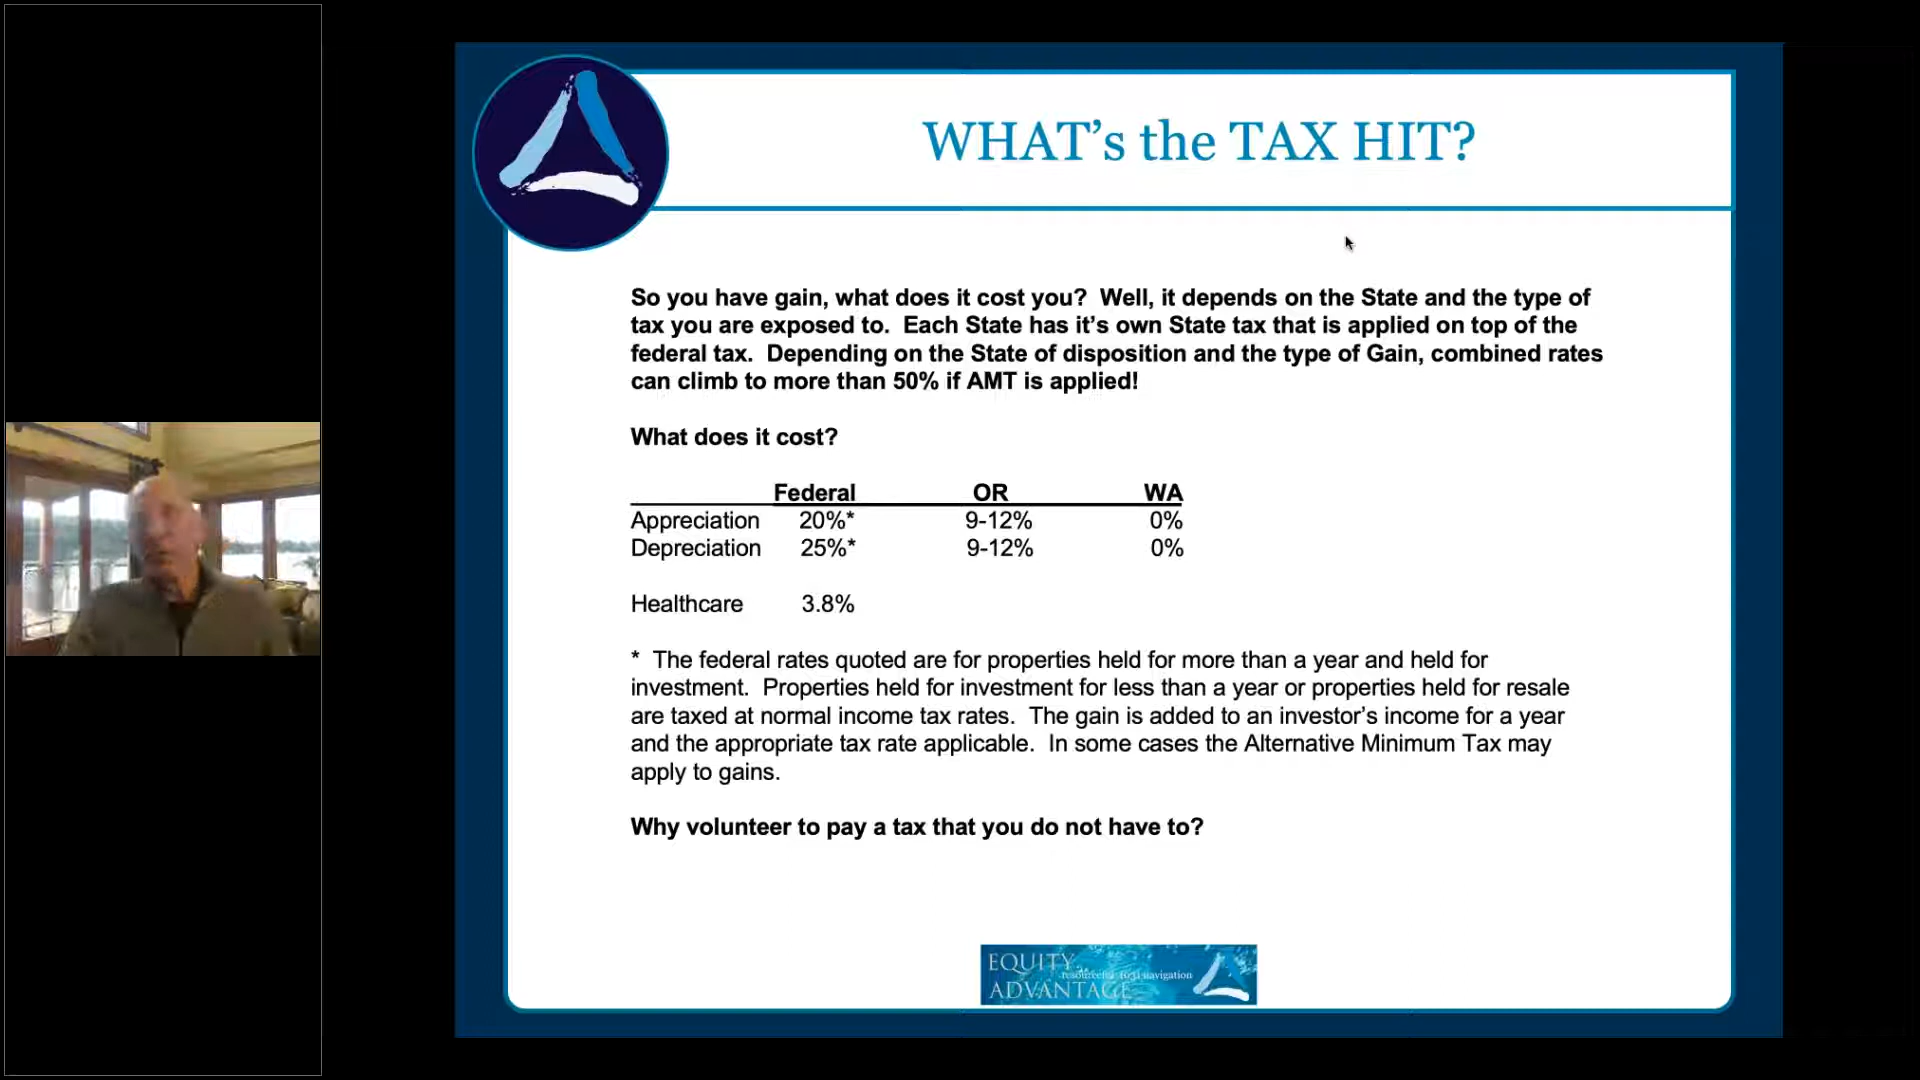 WHAT’s the TAX HIT?
So you have gain, what does it cost you?  Well, it depends on the State and the type of
tax you are exposed to.  Each State has it’s own State tax that is applied on top of the
federal tax.  Depending on the State of disposition and the type of Gain, combined rates
can climb to more than 50% if AMT is applied!
What does it cost?
Federal OR WA
Appreciation 20%* 9-12% 0%
Depreciation 25%* 9-12% 0%
Healthcare 3.8%
*  The federal rates quoted are for properties held for more than a year and held for
investment.  Properties held for investment for less than a year or properties held for resale
are taxed at normal income tax rates.  The gain is added to an investor’s income for a year
and the appropriate tax rate applicable.  In some cases the Alternative Minimum Tax may
apply to gains.
Why volunteer to pay a tax that you do not have to?
EQUITY
navigation
ADVANTAGE